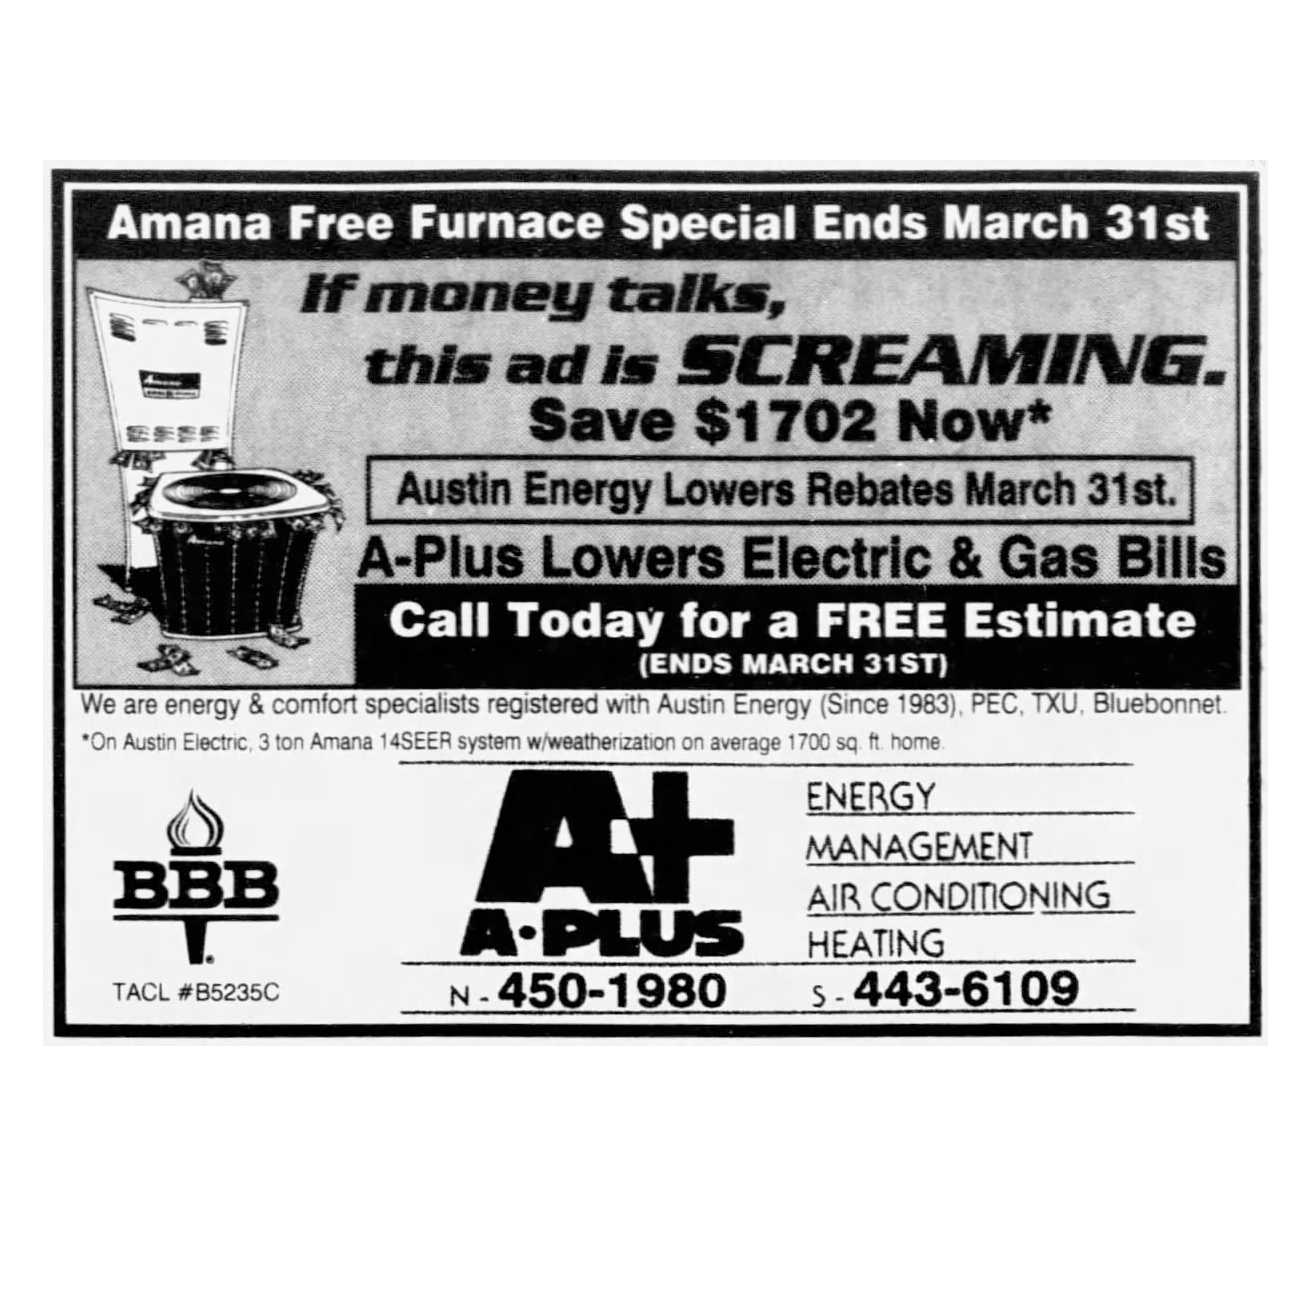 Amana Free Furnace Special Ends March 31st
If money talks,
this ad is SCREAMING.
Save $1702 Now*
Austin Energy Lowers Rebates March 31st.
A-Plus Lowers Electric & Gas Bills
Call Today for a FREE Estimate
(ENDS MARCH 31ST)
Amana
Amana
We are energy & comfort specialists registered with Austin Energy (Since 1983), PEC, TXU, Bluebonnet.
*On Austin Electric, 3 ton Amana 14SEER system w/weatherization on average 1700 sq. ft. home.
BBB
TACL #B5235C
A+
A·PLUS
ENERGY
MANAGEMENT
AIR CONDITIONING
HEATING
N - 450-1980
S - 443-6109